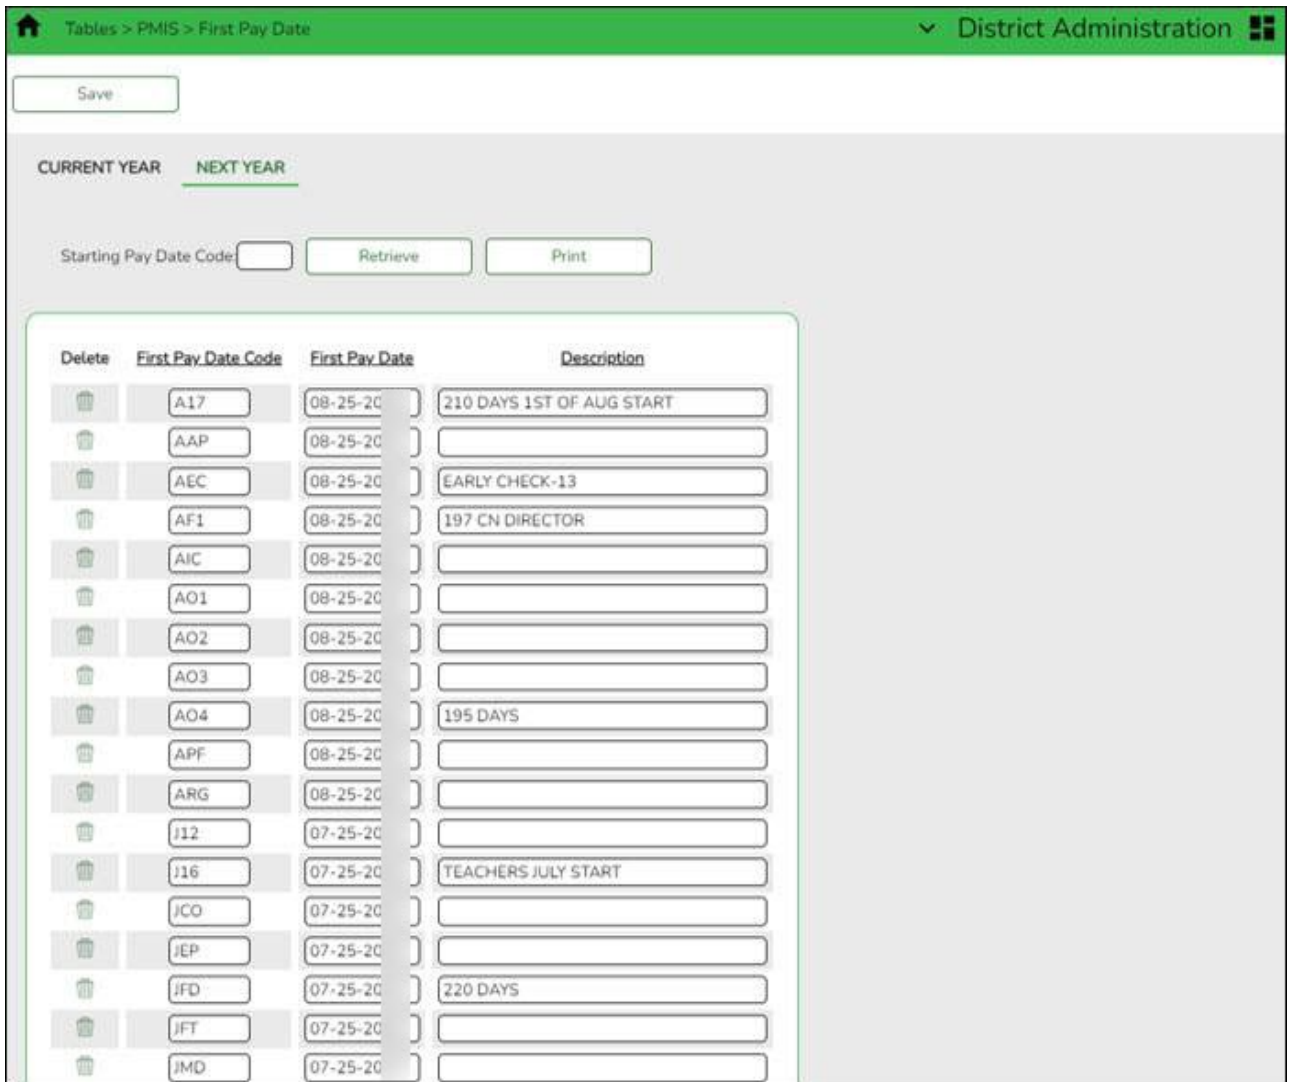 Tables > PMIS > First Pay Date District Administration
Save
CURRENT YEAR NEXT YEAR
Starting Pay Date Code: Retrieve Print
Delete First Pay Date Code First Pay Date Description
A17 08-25-20 210 DAYS 1ST OF AUG START
AAP 08-25-20
AEC 08-25-20 EARLY CHECK-13
AF1 08-25-20 197 CN DIRECTOR
AIC 08-25-20
AO1 08-25-20
AO2 08-25-20
AO3 08-25-20
AO4 08-25-20 195 DAYS
APF 08-25-20
ARG 08-25-20
J12 07-25-20
J16 07-25-20 TEACHERS JULY START
JCO 07-25-20
JEP 07-25-20
JFD 07-25-20 220 DAYS
JFT 07-25-20
JMD 07-25-20